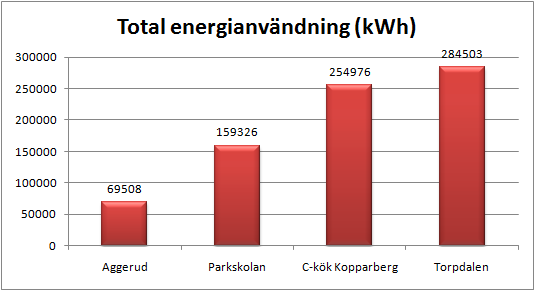 Total energianvändning (kWh)
300000
250000
200000
150000
100000
50000
0
69508
159326
254976
284503
Aggerud
Parkskolan
C-kök Kopparberg
Torpdalen